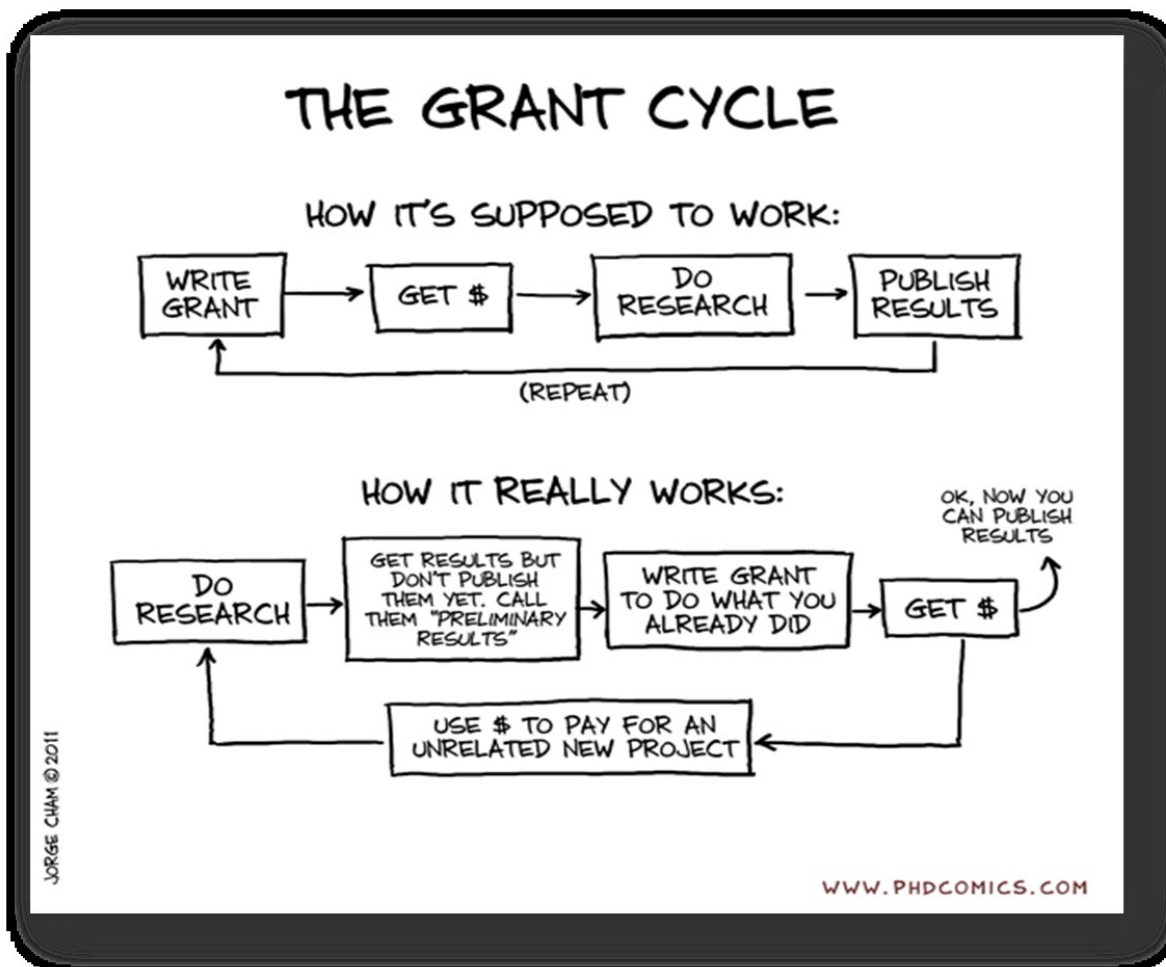 THE GRANT CYCLE
HOW IT'S SUPPOSED TO WORK:
WRITE
GRANT
GET $
DO
RESEARCH
PUBLISH
RESULTS
(REPEAT)
HOW IT REALLY WORKS:
DO
RESEARCH
GET RESULTS BUT
DON'T PUBLISH
THEM YET. CALL
THEM "PRELIMINARY
RESULTS"
WRITE GRANT
TO DO WHAT YOU
ALREADY DID
GET $
OK, NOW YOU
CAN PUBLISH
RESULTS
USE $ TO PAY FOR AN
UNRELATED NEW PROJECT
JORGE CHAM © 2011
WWW.PHDCOMICS.COM